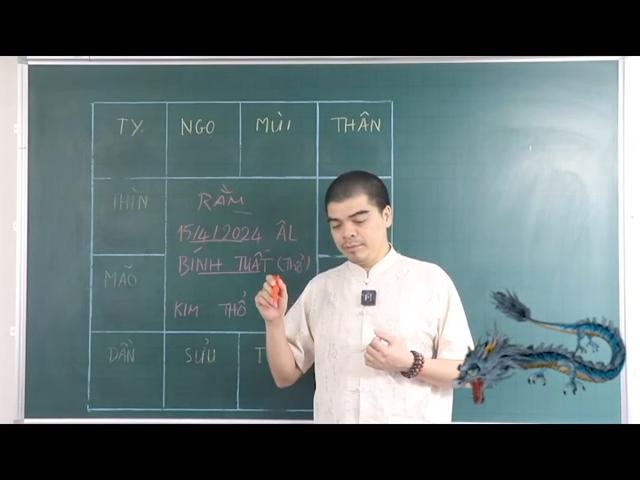 TỴ NGỌ MÙI THÂN
THÌN RẰM
15/4/2024 ÂL
BÍNH TUẤT (Thổ)
MÃO
KIM THỔ
DẦN SỬU T